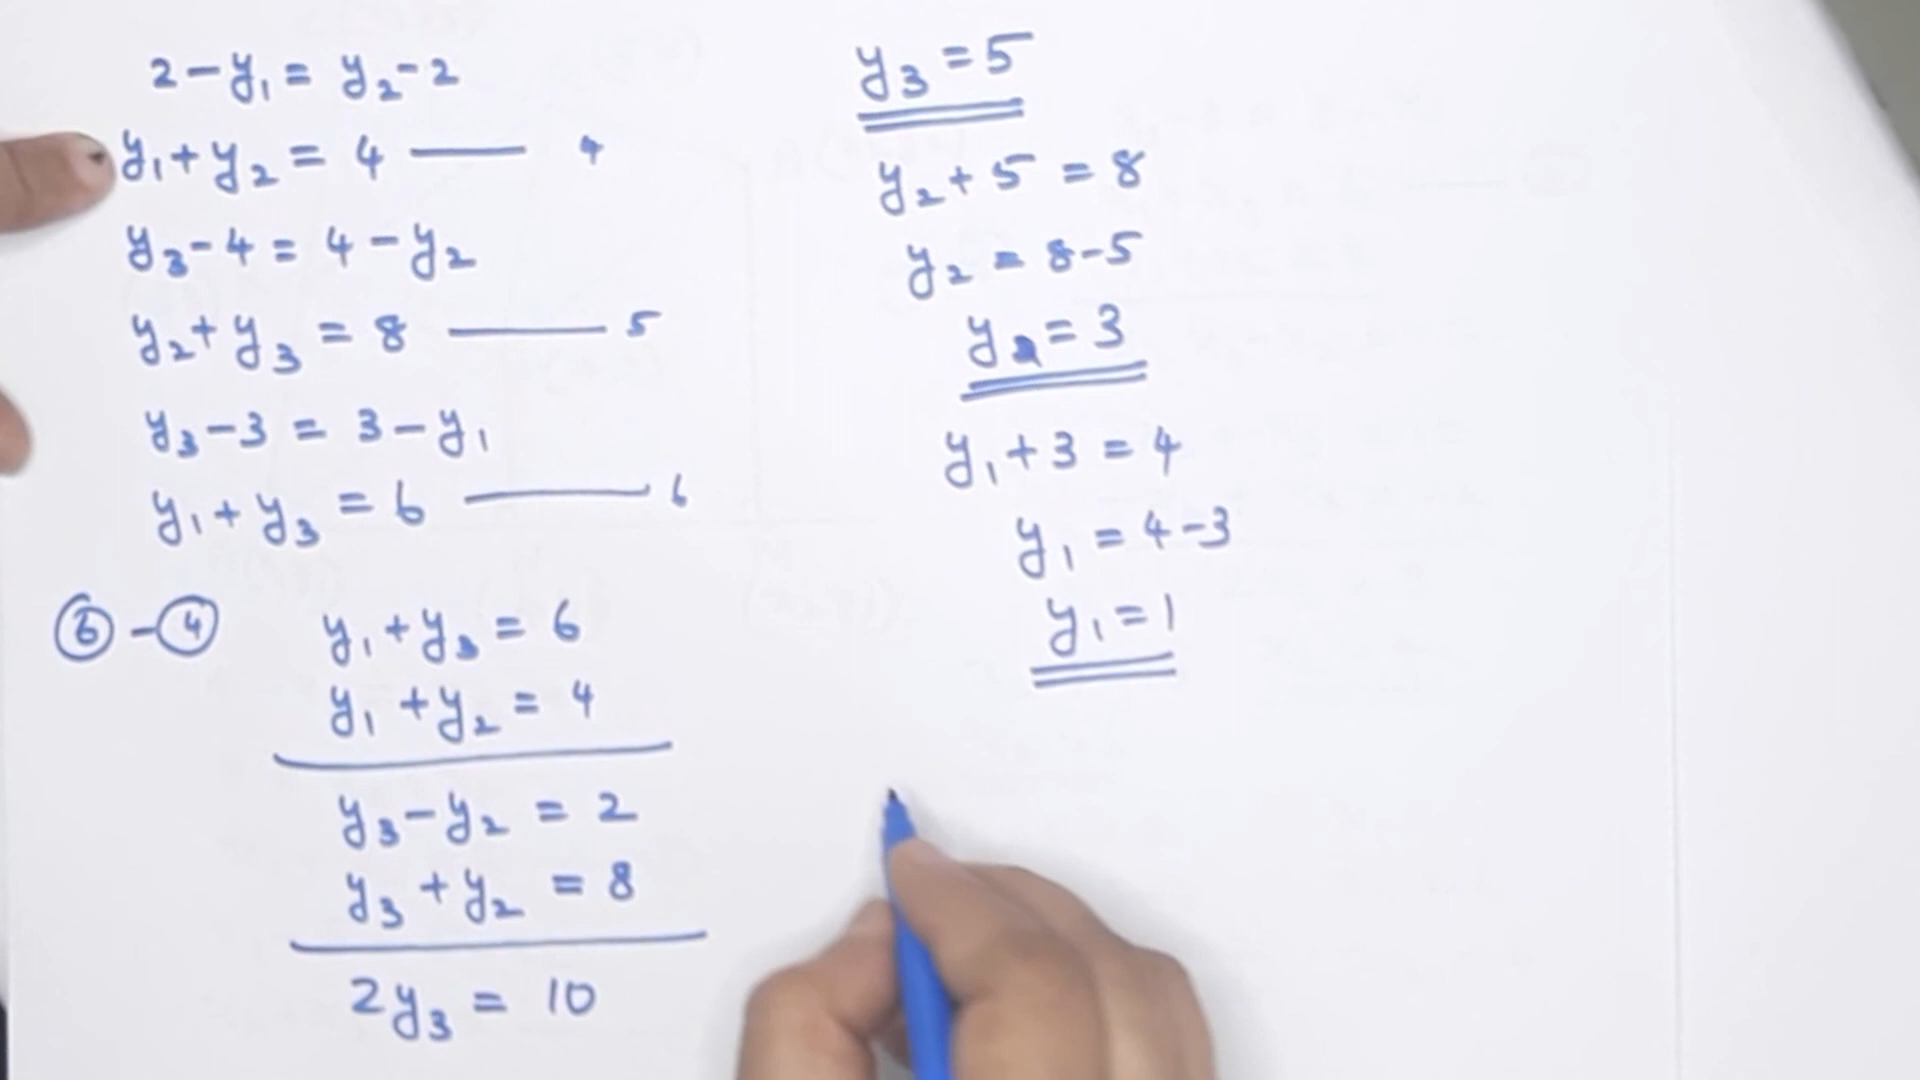 2 − y₁ = y₂ − 2
y₁ + y₂ = 4 —— 4
y₃ − 4 = 4 − y₂
y₂ + y₃ = 8 —— 5
y₃ − 3 = 3 − y₁
y₁ + y₃ = 6 —— 6
⑥ − ④ y₁ + y₃ = 6
y₁ + y₂ = 4
y₃ − y₂ = 2
y₃ + y₂ = 8
2y₃ = 10
y₃ = 5
y₂ + 5 = 8
y₂ = 8 − 5
y₂ = 3
y₁ + 3 = 4
y₁ = 4 − 3
y₁ = 1